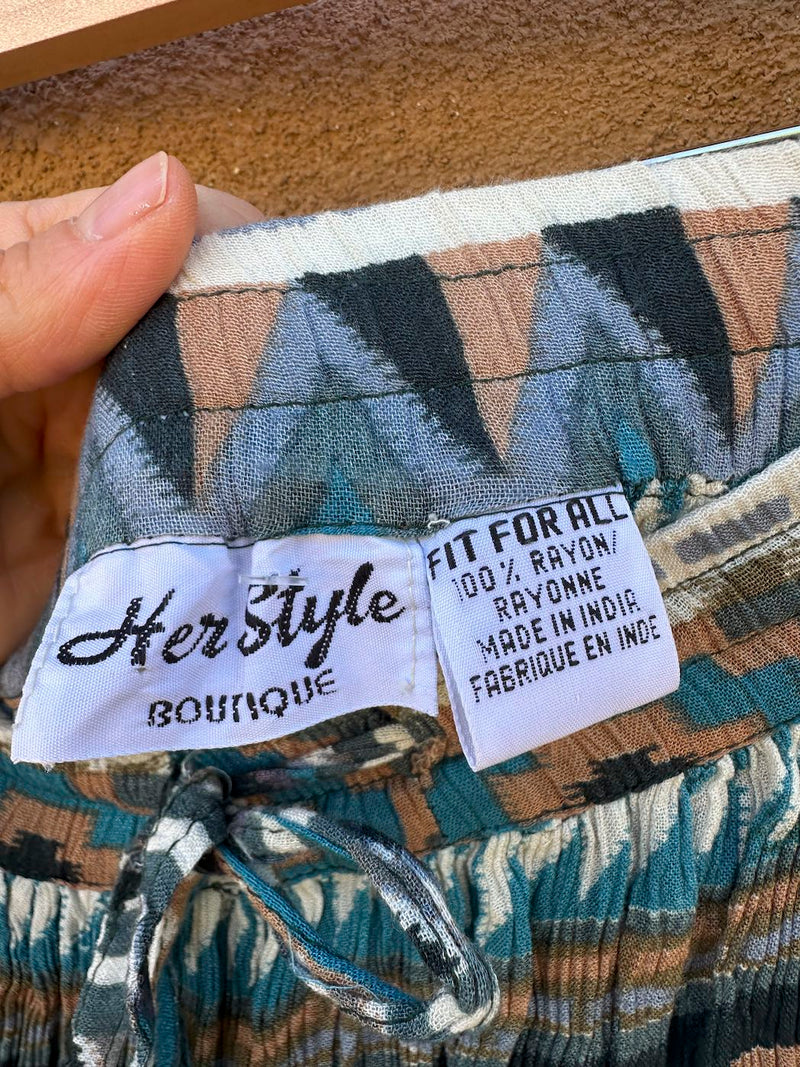 Her Style
BOUTIQUE
FIT FOR ALL
100% RAYON/
RAYONNE
MADE IN INDIA
FABRIQUE EN INDE